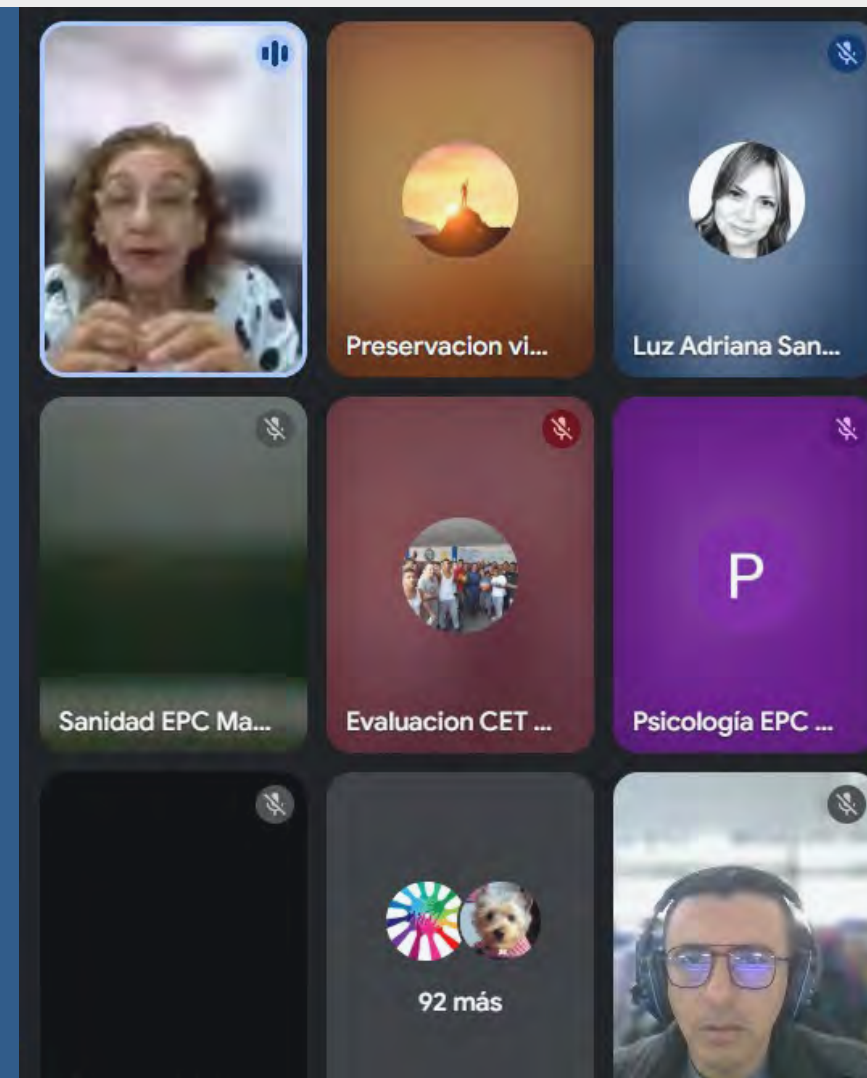 Preservacion vi...
Luz Adriana San...
Sanidad EPC Ma...
Evaluacion CET ...
P
Psicología EPC ...
92 más